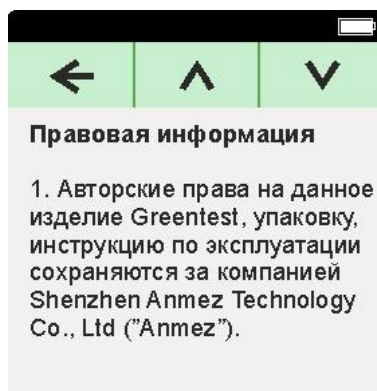 Правовая информация
1. Авторские права на данное
изделие Greentest, упаковку,
инструкцию по эксплуатации
сохраняются за компанией
Shenzhen Anmez Technology
Co., Ltd ("Anmez").